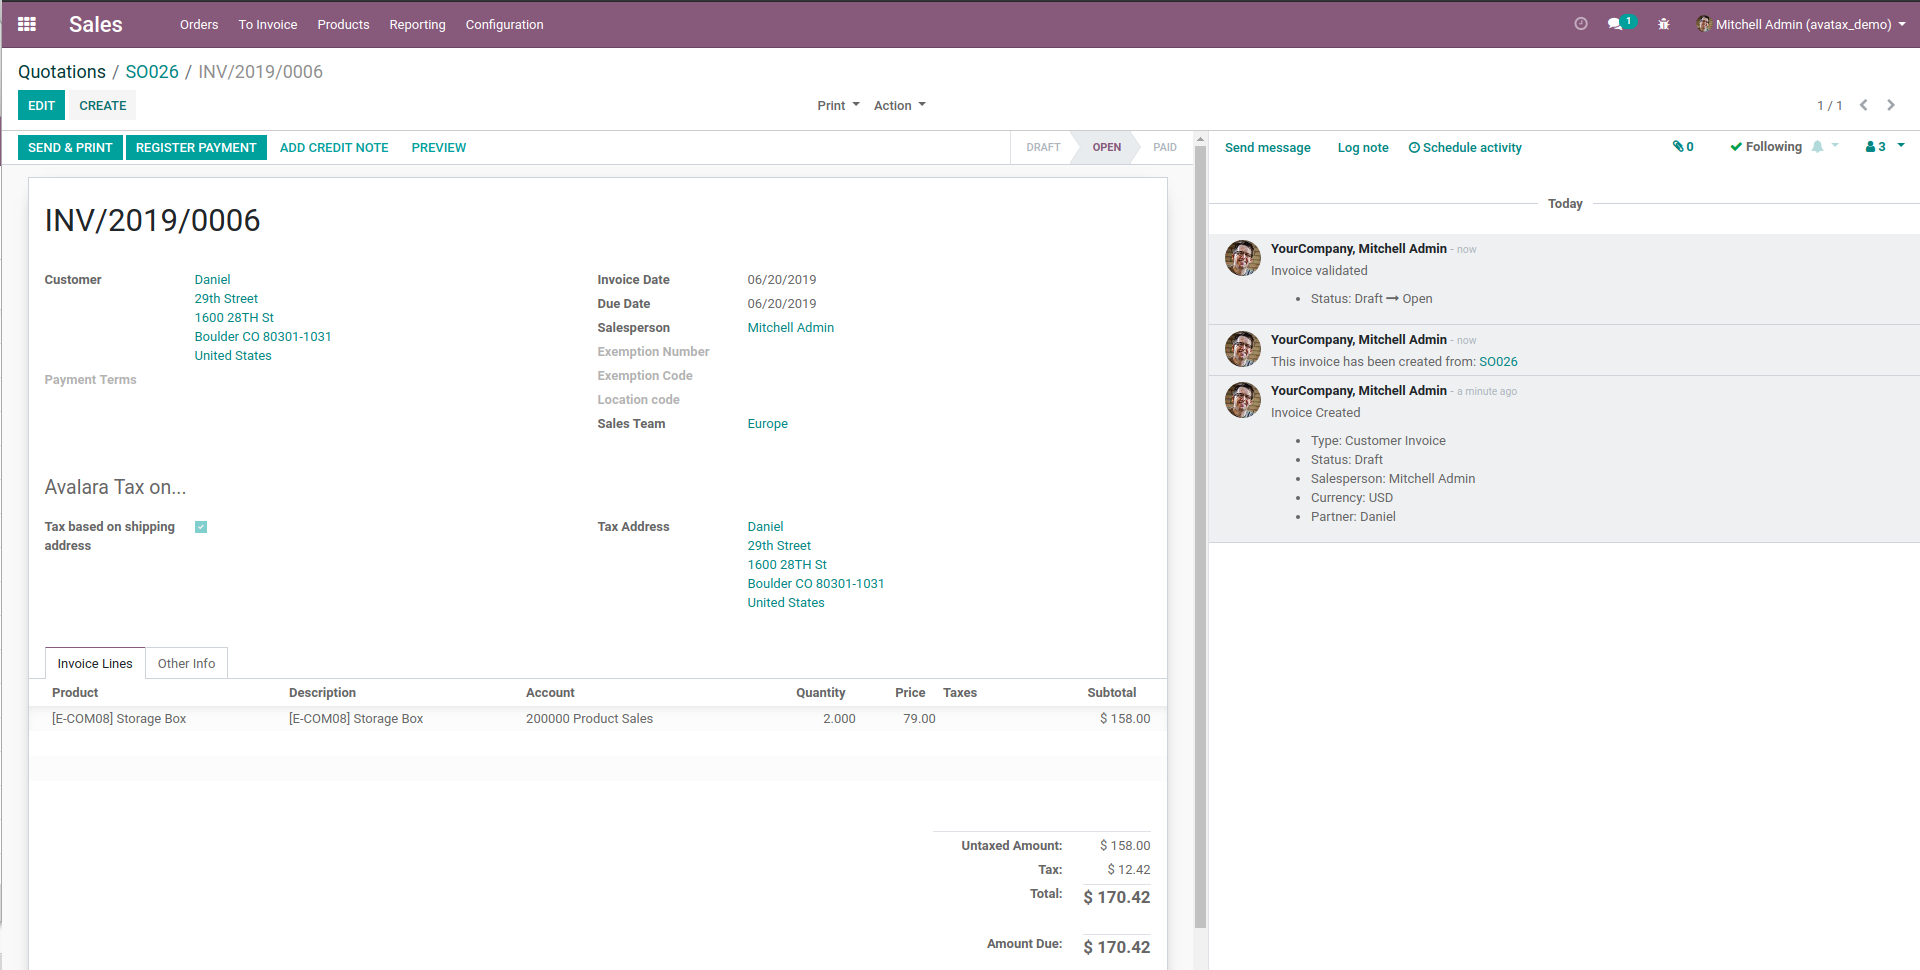 Sales Orders To Invoice Products Reporting Configuration 1 Mitchell Admin (avatax_demo)
Quotations / SO026 / INV/2019/0006
EDIT CREATE Print Action 1 / 1
SEND & PRINT REGISTER PAYMENT ADD CREDIT NOTE PREVIEW DRAFT OPEN PAID
INV/2019/0006
Customer Daniel
29th Street
1600 28TH St
Boulder CO 80301-1031
United States
Payment Terms
Invoice Date 06/20/2019
Due Date 06/20/2019
Salesperson Mitchell Admin
Exemption Number
Exemption Code
Location code
Sales Team Europe
Avalara Tax on...
Tax based on shipping
address
Tax Address Daniel
29th Street
1600 28TH St
Boulder CO 80301-1031
United States
Invoice Lines Other Info
Product Description Account Quantity Price Taxes Subtotal
[E-COM08] Storage Box [E-COM08] Storage Box 200000 Product Sales 2.000 79.00 $ 158.00
Untaxed Amount: $ 158.00
Tax: $ 12.42
Total: $ 170.42
Amount Due: $ 170.42
Send message Log note Schedule activity 0 Following 3
Today
YourCompany, Mitchell Admin - now
Invoice validated
• Status: Draft → Open
YourCompany, Mitchell Admin - now
This invoice has been created from: SO026
YourCompany, Mitchell Admin - a minute ago
Invoice Created
• Type: Customer Invoice
• Status: Draft
• Salesperson: Mitchell Admin
• Currency: USD
• Partner: Daniel